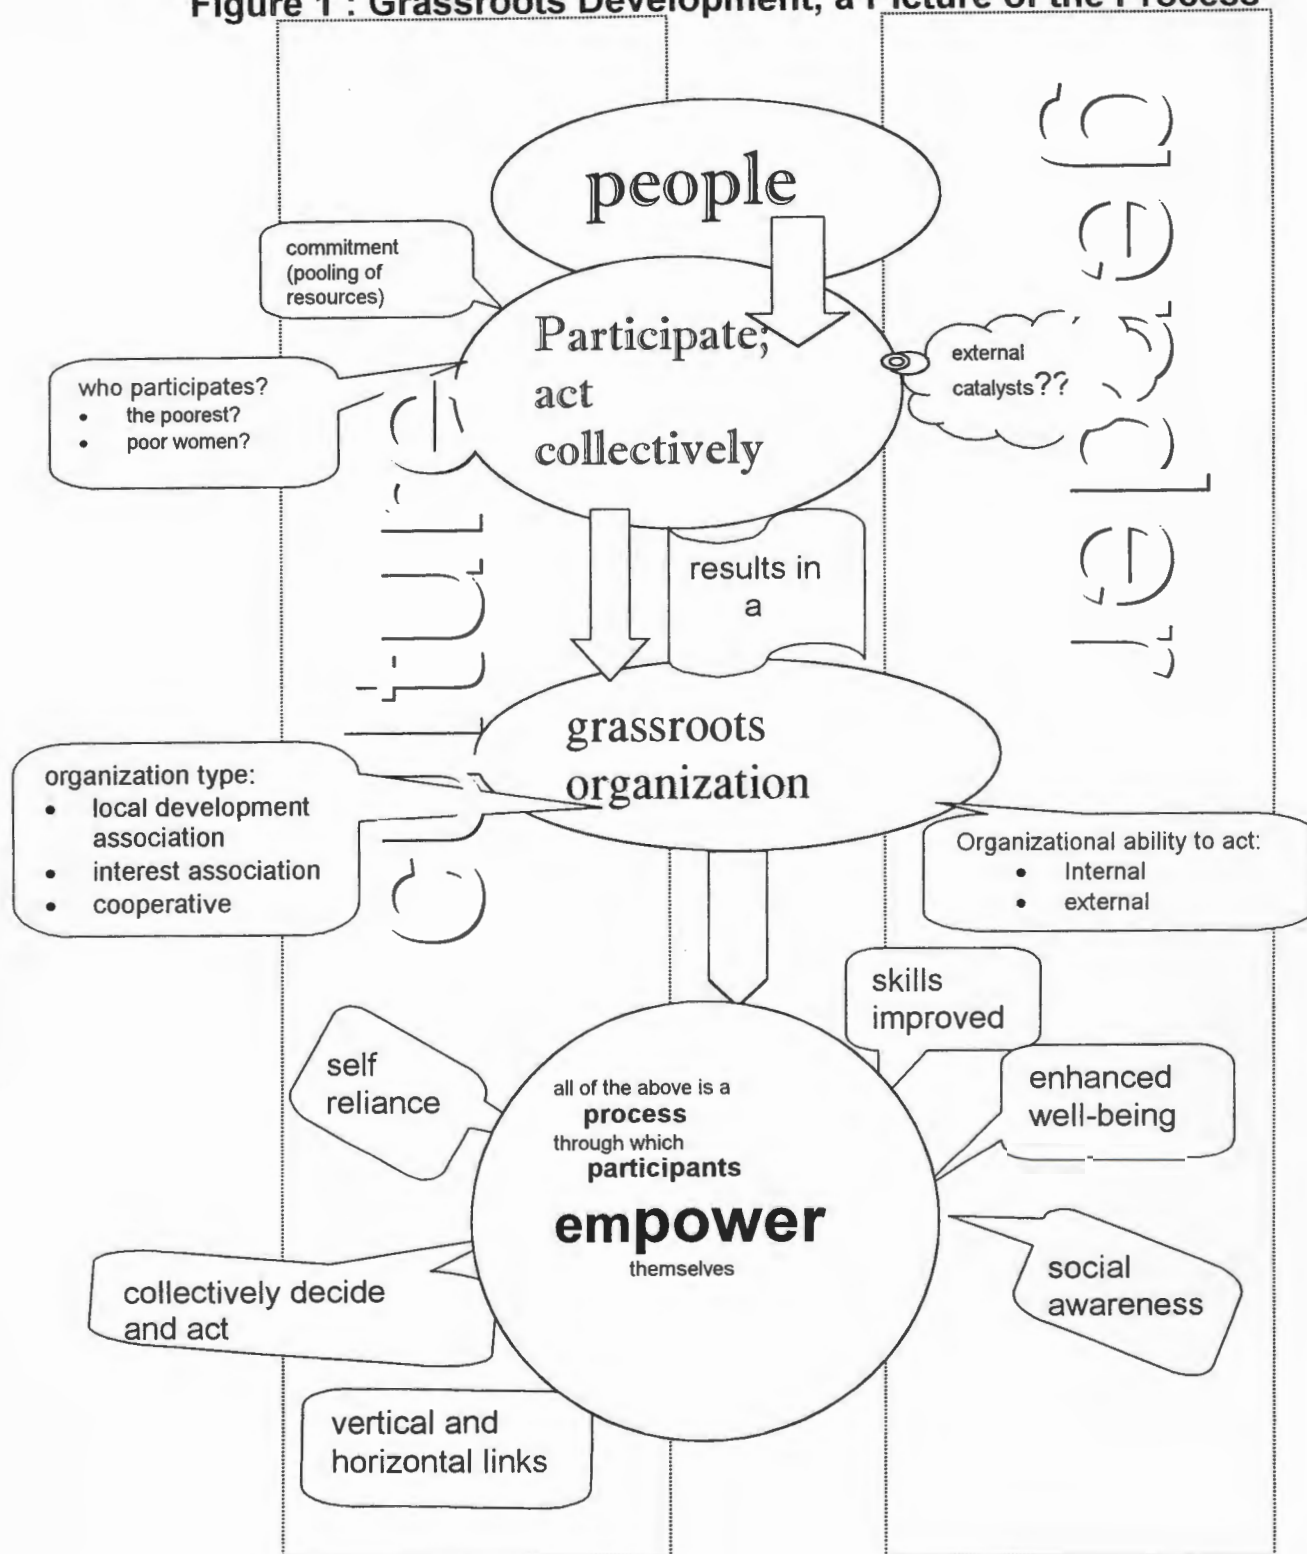 Figure 1 : Grassroots Development, a Picture of the Process
people
gender
commitment
(pooling of
resources)
Participate;
act
collectively
external
catalysts??
who participates?
• the poorest?
• poor women?
culture
results in
a
grassroots
organization
organization type:
• local development
association
• interest association
• cooperative
Organizational ability to act:
• Internal
• external
skills
improved
self
reliance
enhanced
well-being
all of the above is a
process
through which
participants
empower
themselves
social
awareness
collectively decide
and act
vertical and
horizontal links